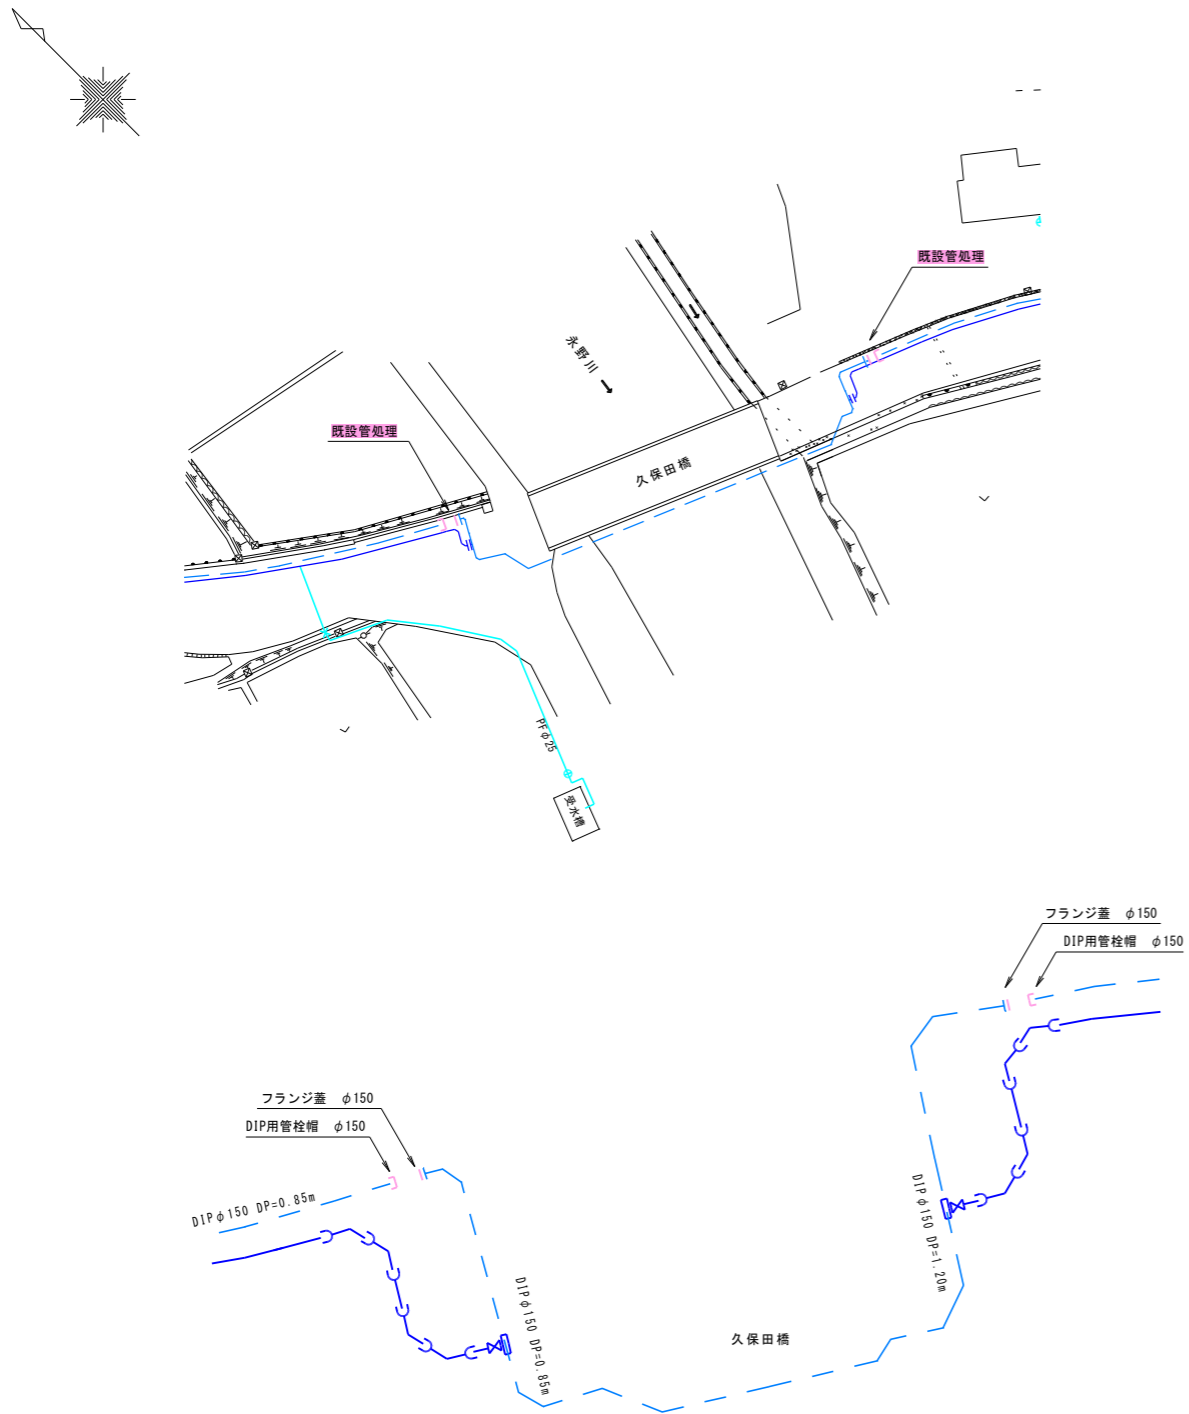 既設管処理
永野川
既設管処理
久保田橋
PFφ25
受水槽
フランジ蓋 φ150
DIP用管栓帽 φ150
フランジ蓋 φ150
DIP用管栓帽 φ150
DIPφ150 DP=0.85m
DIPφ150 DP=1.20m
DIPφ150 DP=0.85m
久保田橋